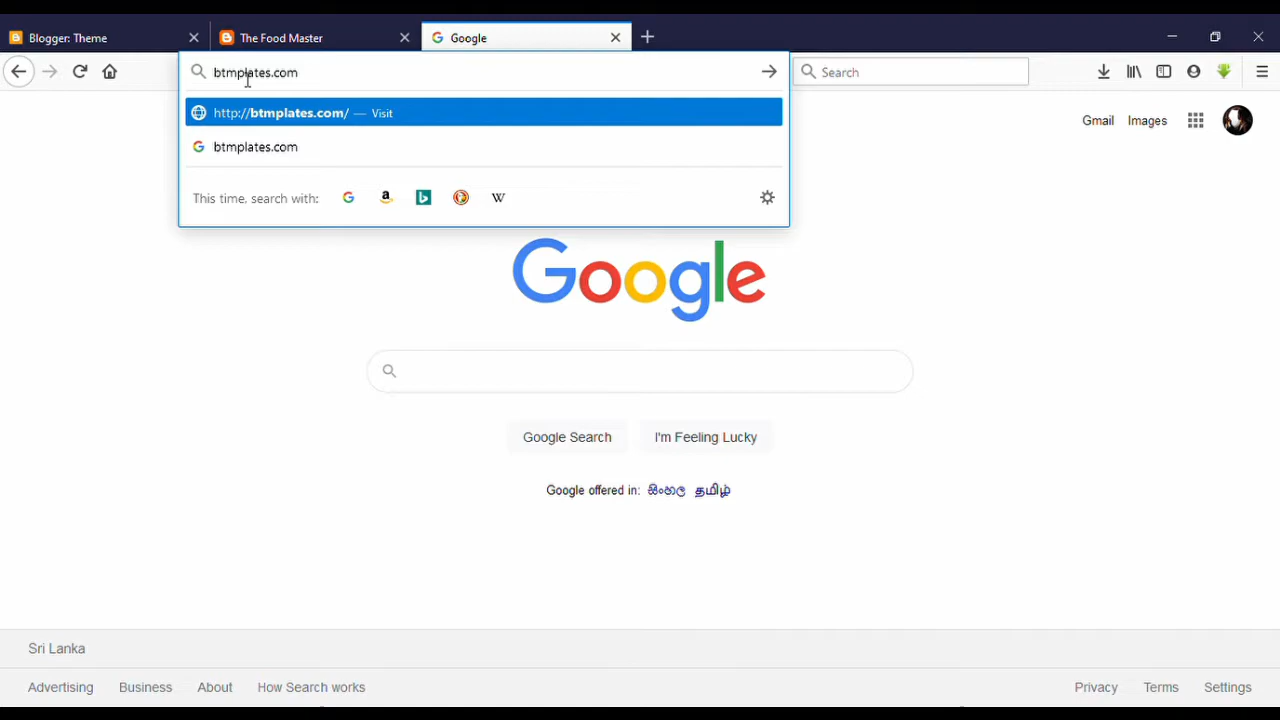 Blogger: Theme
The Food Master
Google
btmplates.com
Search
http://btmplates.com/ — Visit
btmplates.com
This time, search with:
Gmail
Images
Google
Google Search
I'm Feeling Lucky
Google offered in: සිංහල தமிழ்
Sri Lanka
Advertising
Business
About
How Search works
Privacy
Terms
Settings